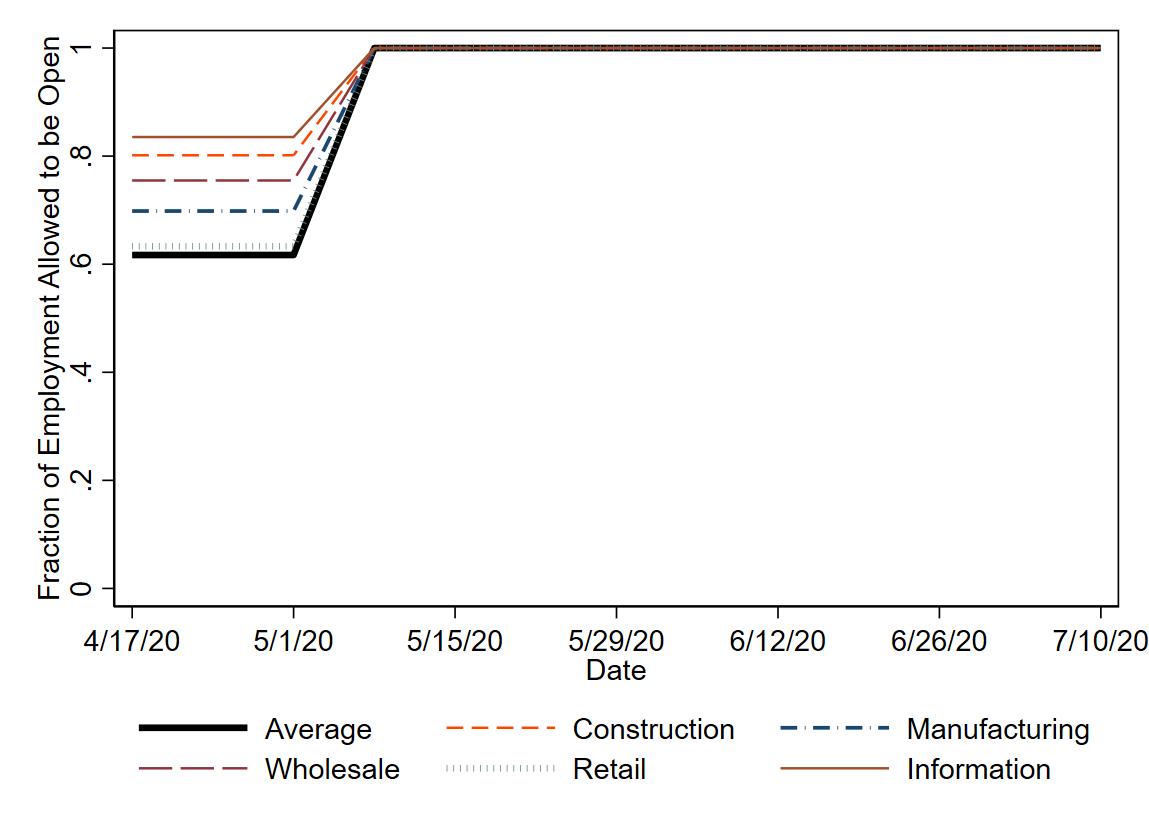 Fraction of Employment Allowed to be Open
1
.8
.6
.4
.2
0
4/17/20 5/1/20 5/15/20 5/29/20 6/12/20 6/26/20 7/10/20
Date
Average Construction Manufacturing
Wholesale Retail Information